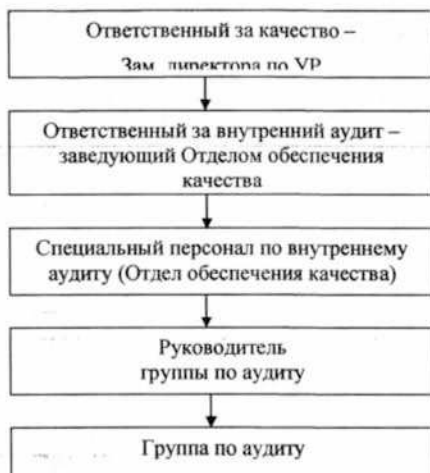 Ответственный за качество –
Зам. директора по УР
Ответственный за внутренний аудит –
заведующий Отделом обеспечения
качества
Специальный персонал по внутреннему
аудиту (Отдел обеспечения качества)
Руководитель
группы по аудиту
Группа по аудиту